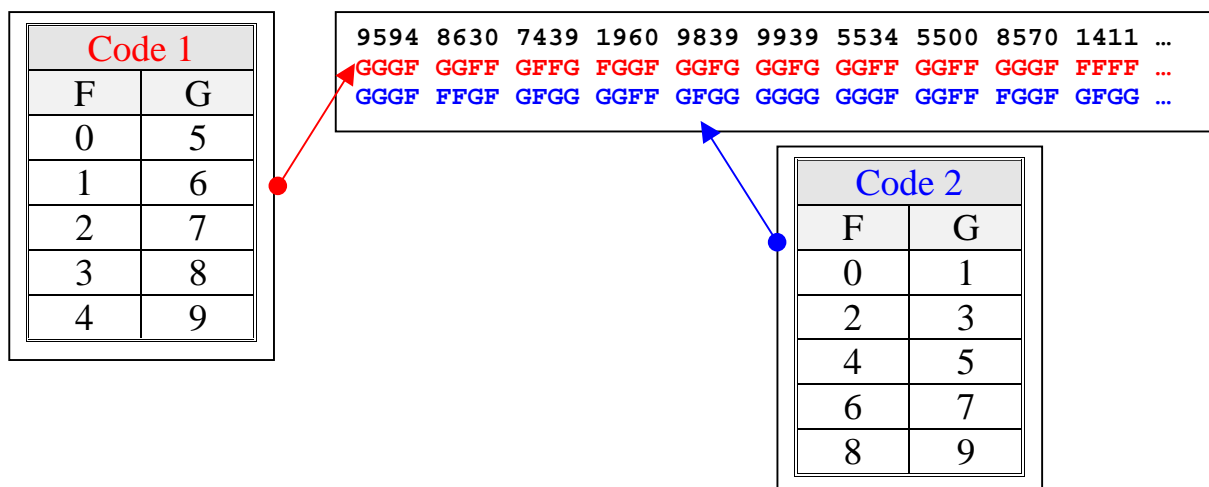 Code 1
F G
0 5
1 6
2 7
3 8
4 9
9594 8630 7439 1960 9839 9939 5534 5500 8570 1411 …
GGGF GGFF GFFG FGGF GGFG GGFG GGFF GGFF GGGF FFFF …
GGGF FFGF GFGG GGFF GFGG GGGG GGGF GGFF FGGF GFGG …
Code 2
F G
0 1
2 3
4 5
6 7
8 9